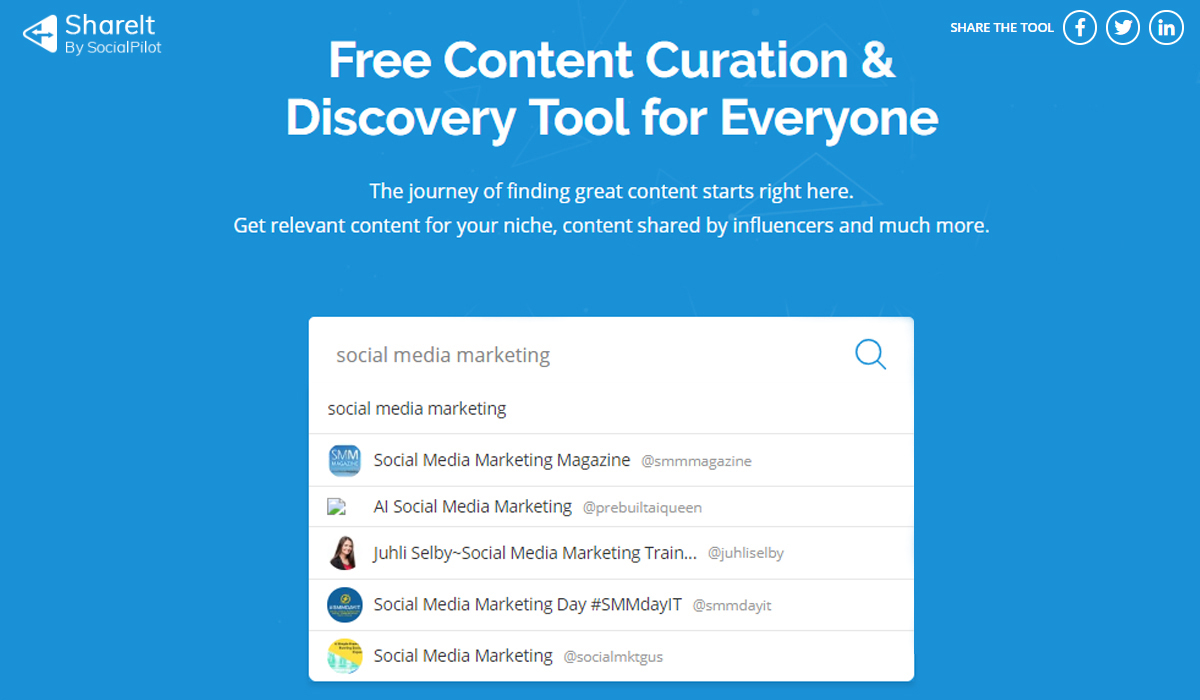 ShareIt
By SocialPilot
SHARE THE TOOL
Free Content Curation &
Discovery Tool for Everyone
The journey of finding great content starts right here.
Get relevant content for your niche, content shared by influencers and much more.
social media marketing
social media marketing
SMM
MAGAZINE
Social Media Marketing Magazine @smmmagazine
AI Social Media Marketing @prebuiltaiqueen
Juhli Selby~Social Media Marketing Train... @juhliselby
#SMMDAYIT
Social Media Marketing Day #SMMdayIT @smmdayit
Social Media Marketing @socialmktgus